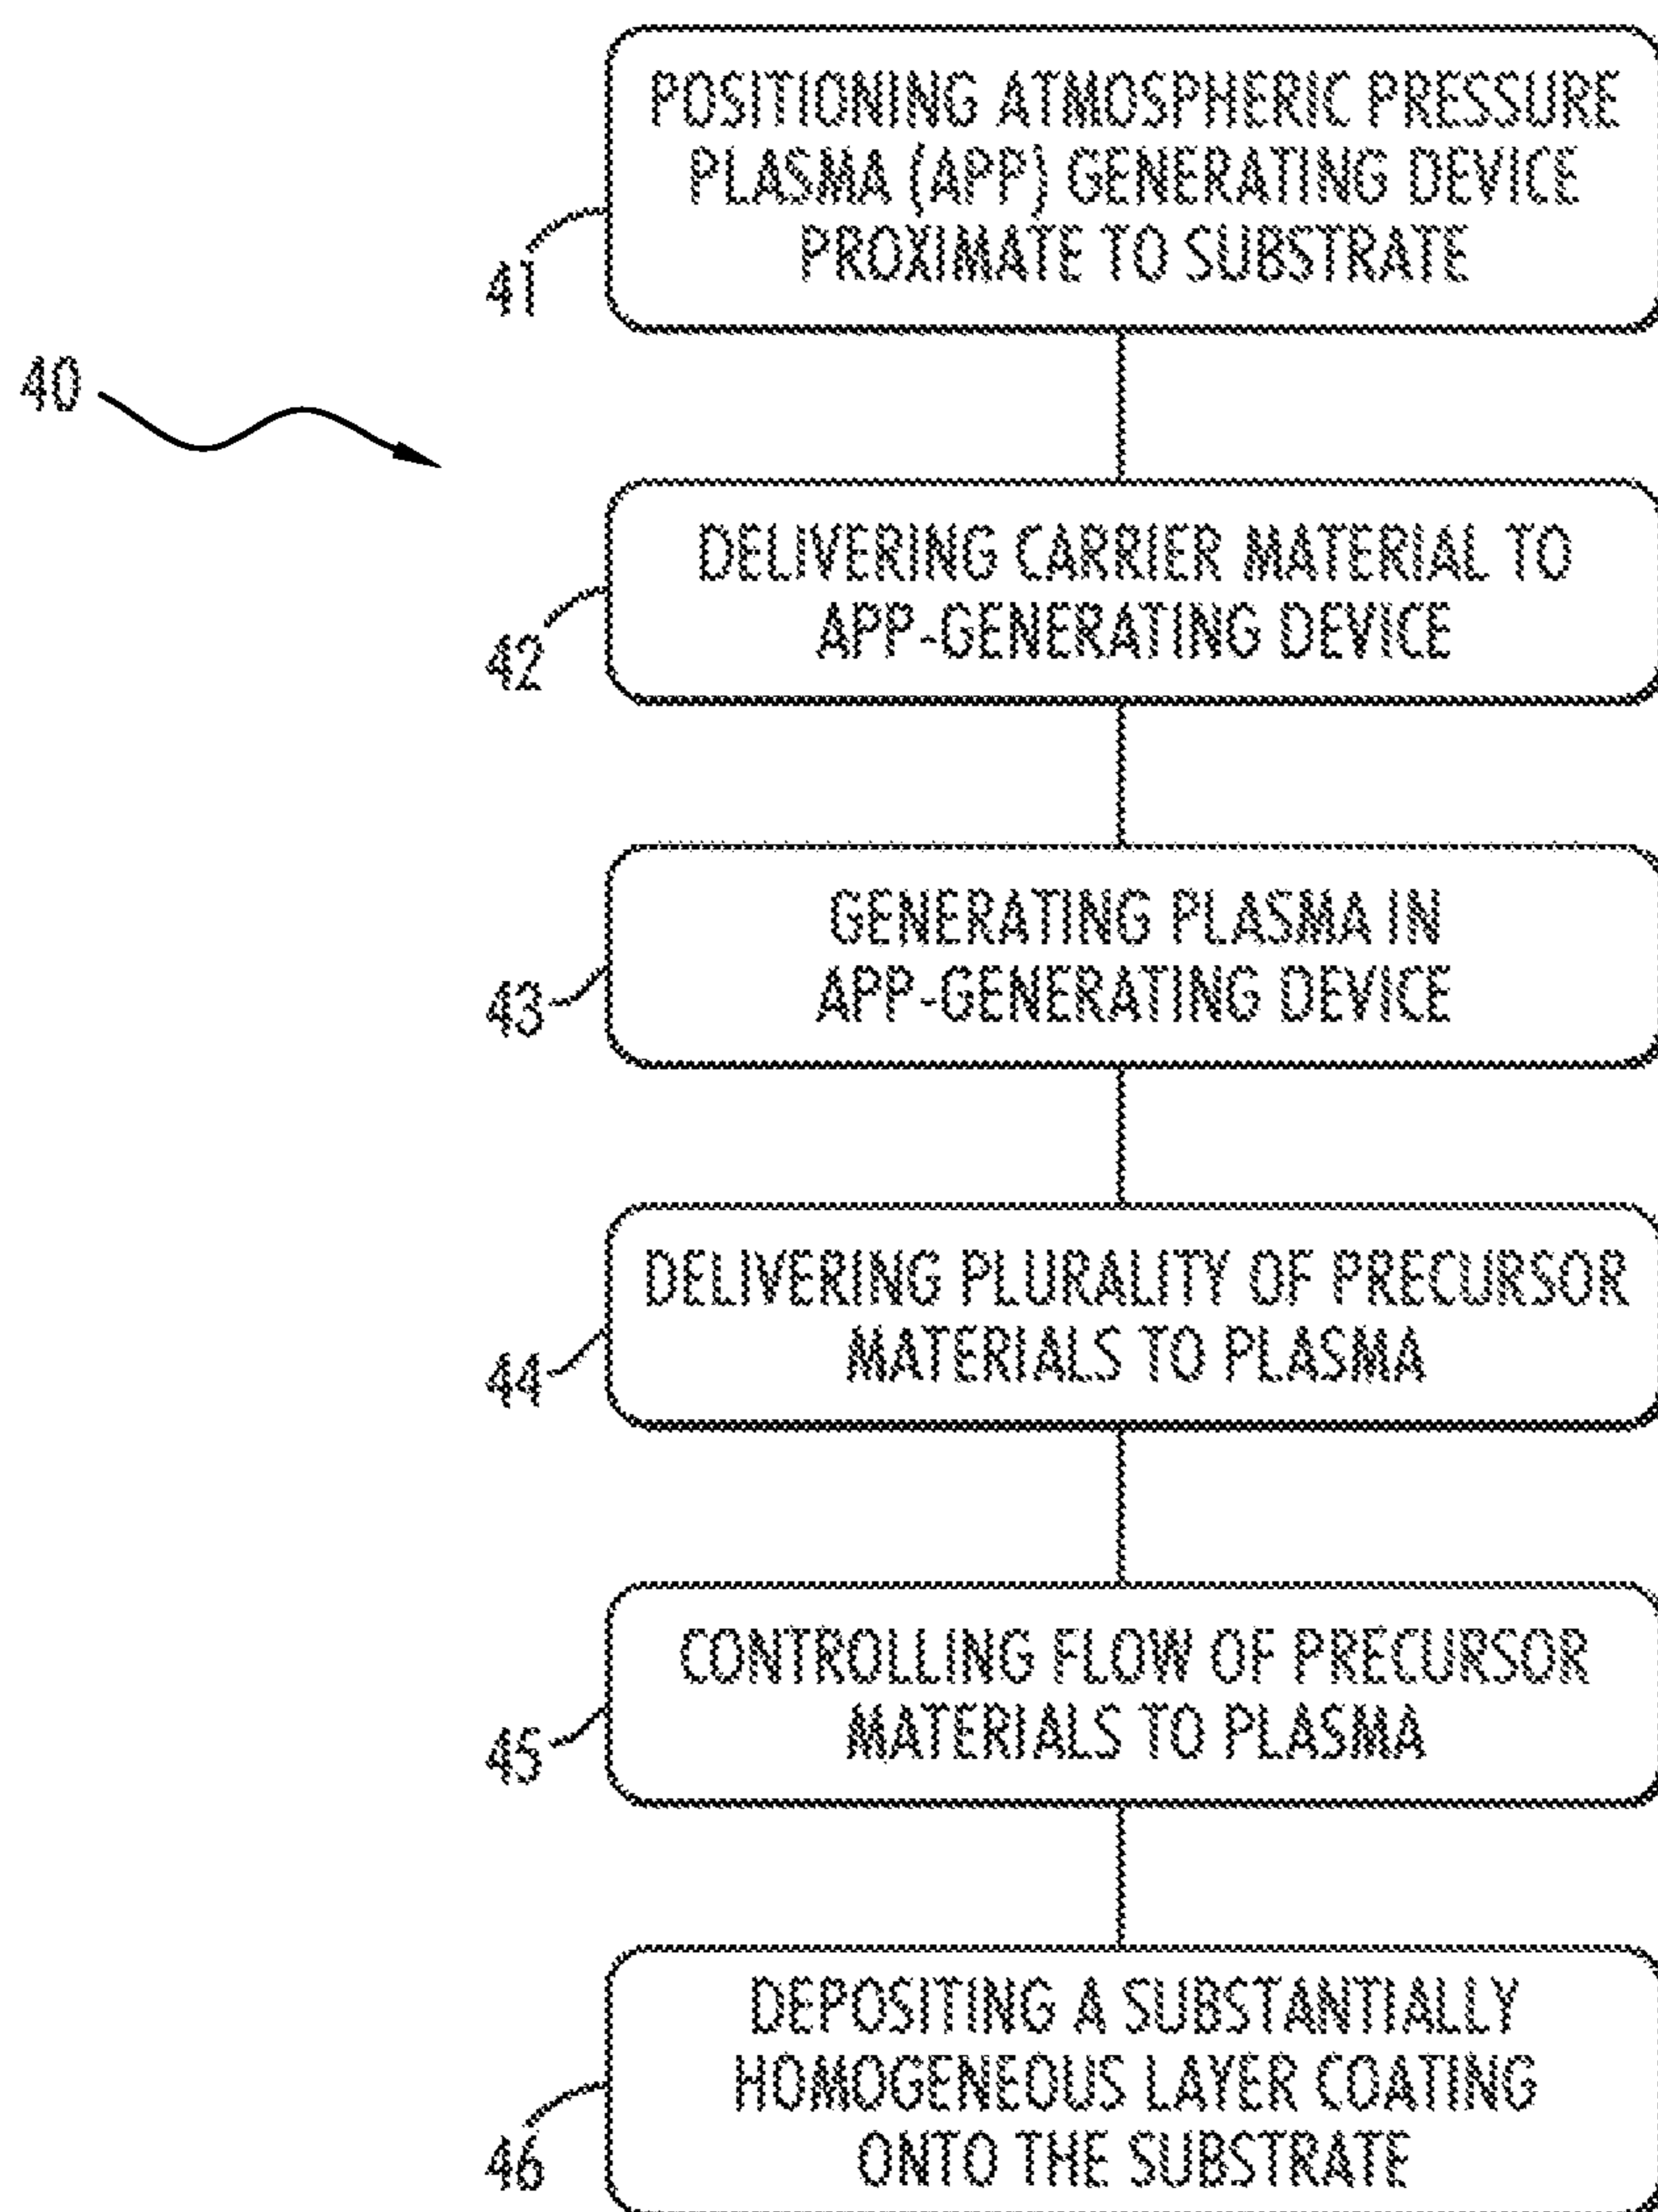 POSITIONING ATMOSPHERIC PRESSURE
PLASMA (APP) GENERATING DEVICE
PROXIMATE TO SUBSTRATE
41
40
DELIVERING CARRIER MATERIAL TO
APP-GENERATING DEVICE
42
GENERATING PLASMA IN
APP-GENERATING DEVICE
43
DELIVERING PLURALITY OF PRECURSOR
MATERIALS TO PLASMA
44
CONTROLLING FLOW OF PRECURSOR
MATERIALS TO PLASMA
45
DEPOSITING A SUBSTANTIALLY
HOMOGENEOUS LAYER COATING
ONTO THE SUBSTRATE
46